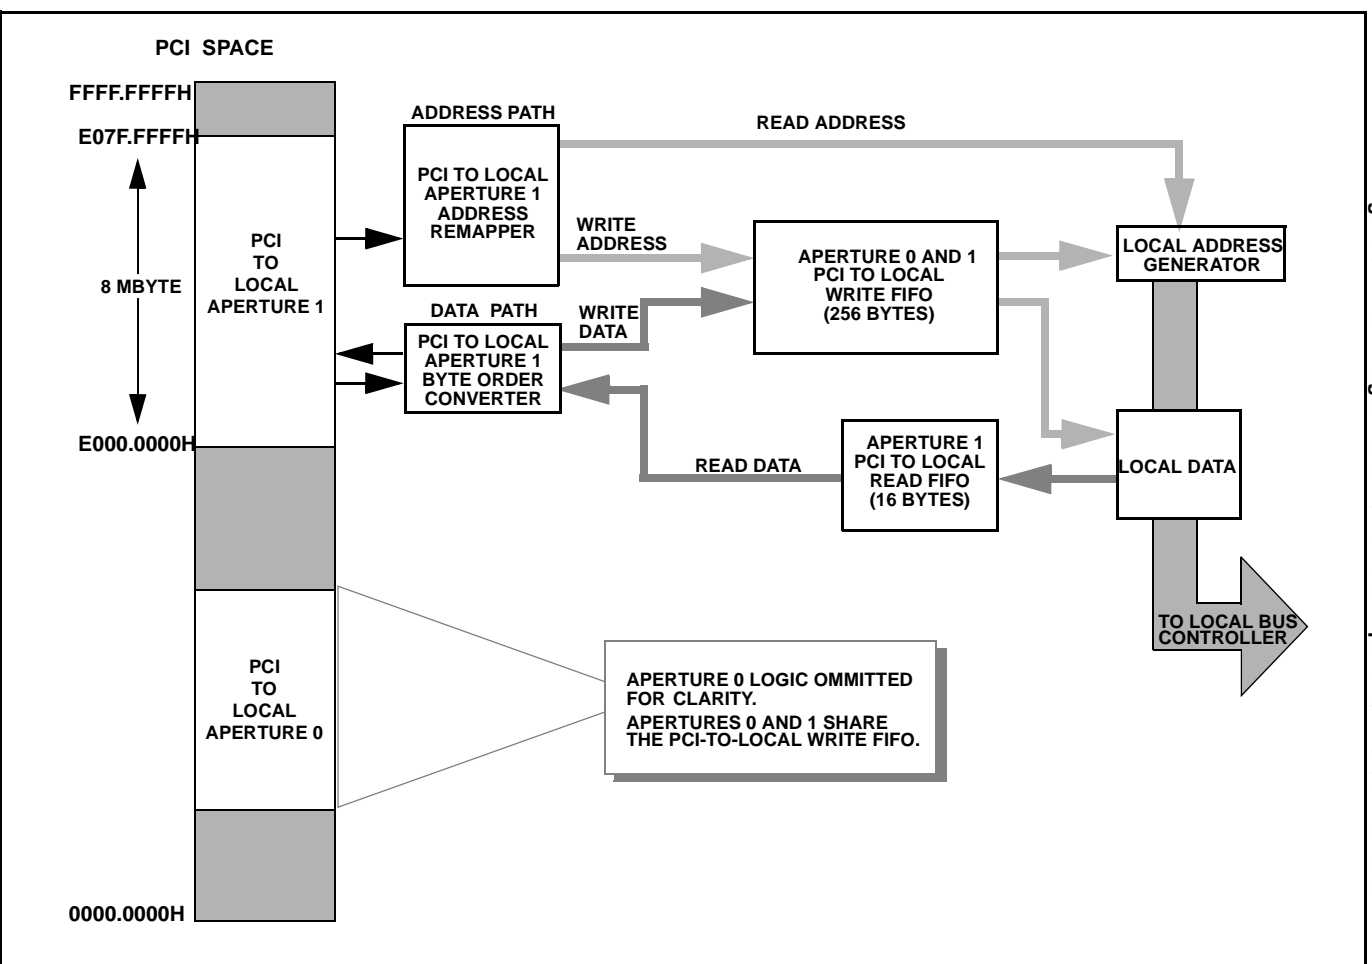 PCI SPACE
FFFF.FFFFH
E07F.FFFFH
8 MBYTE
E000.0000H
0000.0000H
PCI
TO
LOCAL
APERTURE 1
PCI
TO
LOCAL
APERTURE 0
ADDRESS PATH
PCI TO LOCAL
APERTURE 1
ADDRESS
REMAPPER
READ ADDRESS
WRITE
ADDRESS
DATA PATH
PCI TO LOCAL
APERTURE 1
BYTE ORDER
CONVERTER
WRITE
DATA
APERTURE 0 AND 1
PCI TO LOCAL
WRITE FIFO
(256 BYTES)
LOCAL ADDRESS
GENERATOR
READ DATA
APERTURE 1
PCI TO LOCAL
READ FIFO
(16 BYTES)
LOCAL DATA
TO LOCAL BUS
CONTROLLER
APERTURE 0 LOGIC OMMITTED
FOR CLARITY.
APERTURES 0 AND 1 SHARE
THE PCI-TO-LOCAL WRITE FIFO.